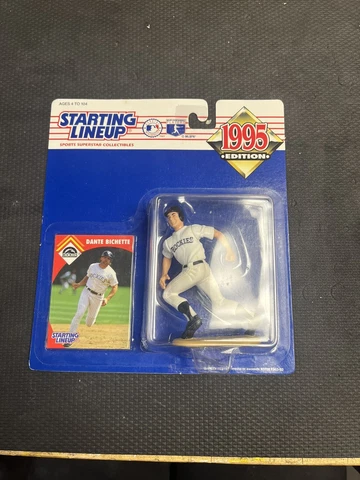 AGES 4 TO 104
STARTING
LINEUP®
SPORTS SUPERSTAR COLLECTIBLES
1995
EDITION
DANTE BICHETTE
ROCKIES
STARTING
LINEUP